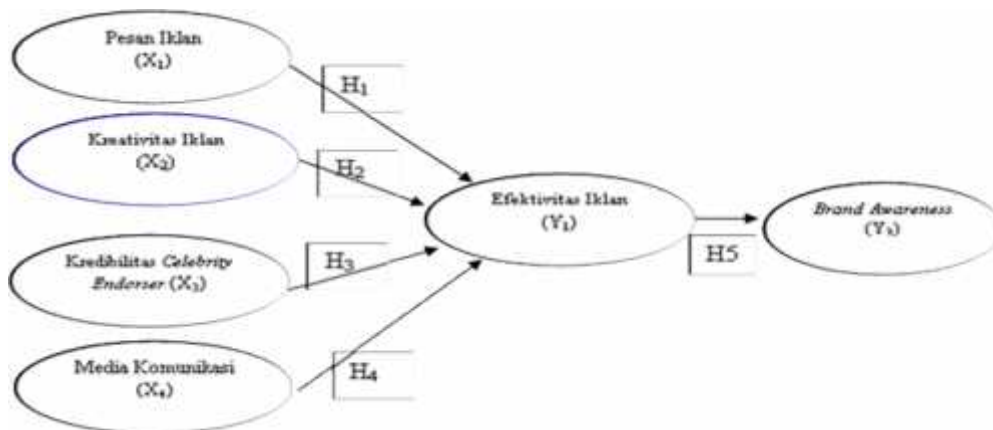 Pesan Iklan
(X₁)
H₁
Kreativitas Iklan
(X₂)
H₂
Efektivitas Iklan
(Y₁)
Brand Awareness
(Y₂)
H5
Kredibilitas Celebrity
Endorser (X₃)
H₃
Media Komunikasi
(X₄)
H₄